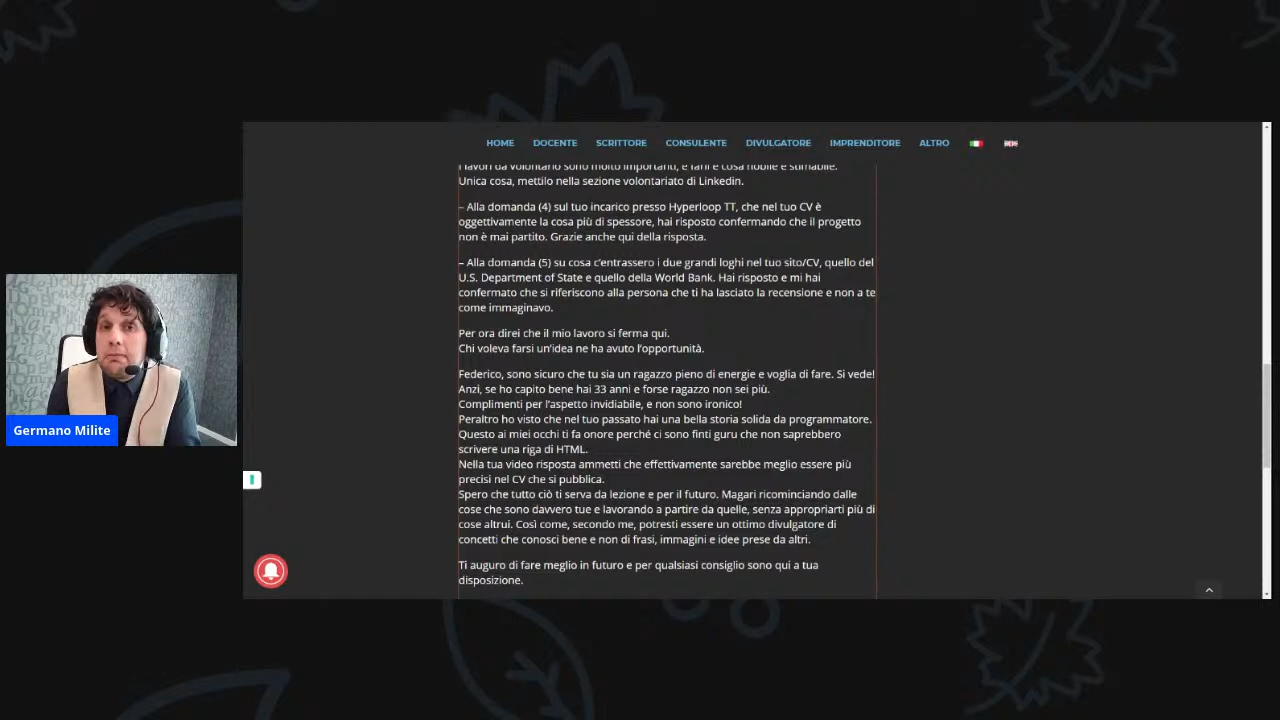 HOME DOCENTE SCRITTORE CONSULENTE DIVULGATORE IMPRENDITORE ALTRO
I lavori da volontario sono molto importanti, e farli è cosa nobile e stimabile.
Unica cosa, mettilo nella sezione volontariato di Linkedin.
– Alla domanda (4) sul tuo incarico presso Hyperloop TT, che nel tuo CV è
oggettivamente la cosa più di spessore, hai risposto confermando che il progetto
non è mai partito. Grazie anche qui della risposta.
– Alla domanda (5) su cosa c’entrassero i due grandi loghi nel tuo sito/CV, quello del
U.S. Department of State e quello della World Bank. Hai risposto e mi hai
confermato che si riferiscono alla persona che ti ha lasciato la recensione e non a te
come immaginavo.
Per ora direi che il mio lavoro si ferma qui.
Chi voleva farsi un’idea ne ha avuto l’opportunità.
Federico, sono sicuro che tu sia un ragazzo pieno di energie e voglia di fare. Si vede!
Anzi, se ho capito bene hai 33 anni e forse ragazzo non sei più.
Complimenti per l’aspetto invidiabile, e non sono ironico!
Peraltro ho visto che nel tuo passato hai una bella storia solida da programmatore.
Questo ai miei occhi ti fa onore perché ci sono finti guru che non saprebbero
scrivere una riga di HTML.
Nella tua video risposta ammetti che effettivamente sarebbe meglio essere più
precisi nel CV che si pubblica.
Spero che tutto ciò ti serva da lezione e per il futuro. Magari ricominciando dalle
cose che sono davvero tue e lavorando a partire da quelle, senza appropriarti più di
cose altrui. Così come, secondo me, potresti essere un ottimo divulgatore di
concetti che conosci bene e non di frasi, immagini e idee prese da altri.
Ti auguro di fare meglio in futuro e per qualsiasi consiglio sono qui a tua
disposizione.
Germano Milite